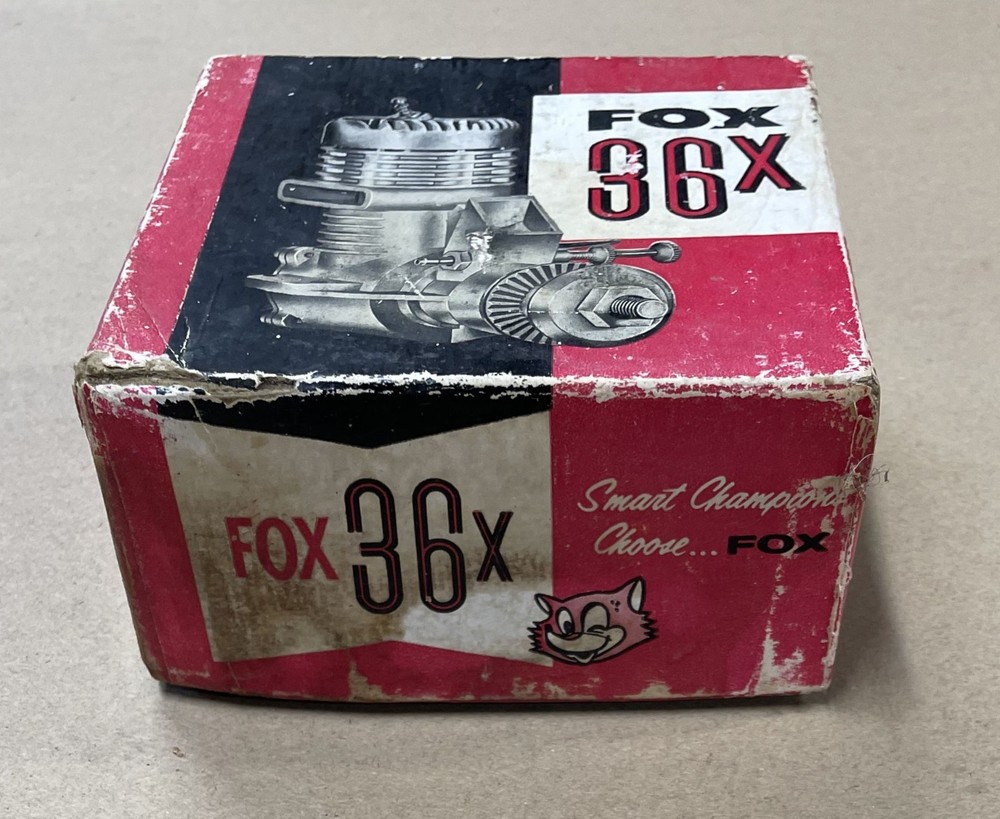 FOX
36X
FOX 36X
Smart Champions
Choose... FOX